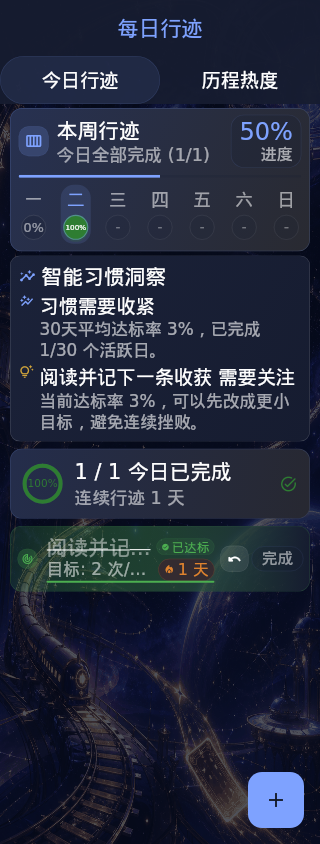 每日行迹
今日行迹
历程热度
本周行迹
今日全部完成 (1/1)
50%
进度
一 二 三 四 五 六 日
0% 100% - - - - -
智能习惯洞察
习惯需要收紧
30天平均达标率 3%，已完成
1/30 个活跃日。
阅读并记下一条收获 需要关注
当前达标率 3%，可以先改成更小
目标，避免连续挫败。
100%
1 / 1 今日已完成
连续行迹 1 天
阅读并记...
已达标
目标: 2 次/...
1 天
完成